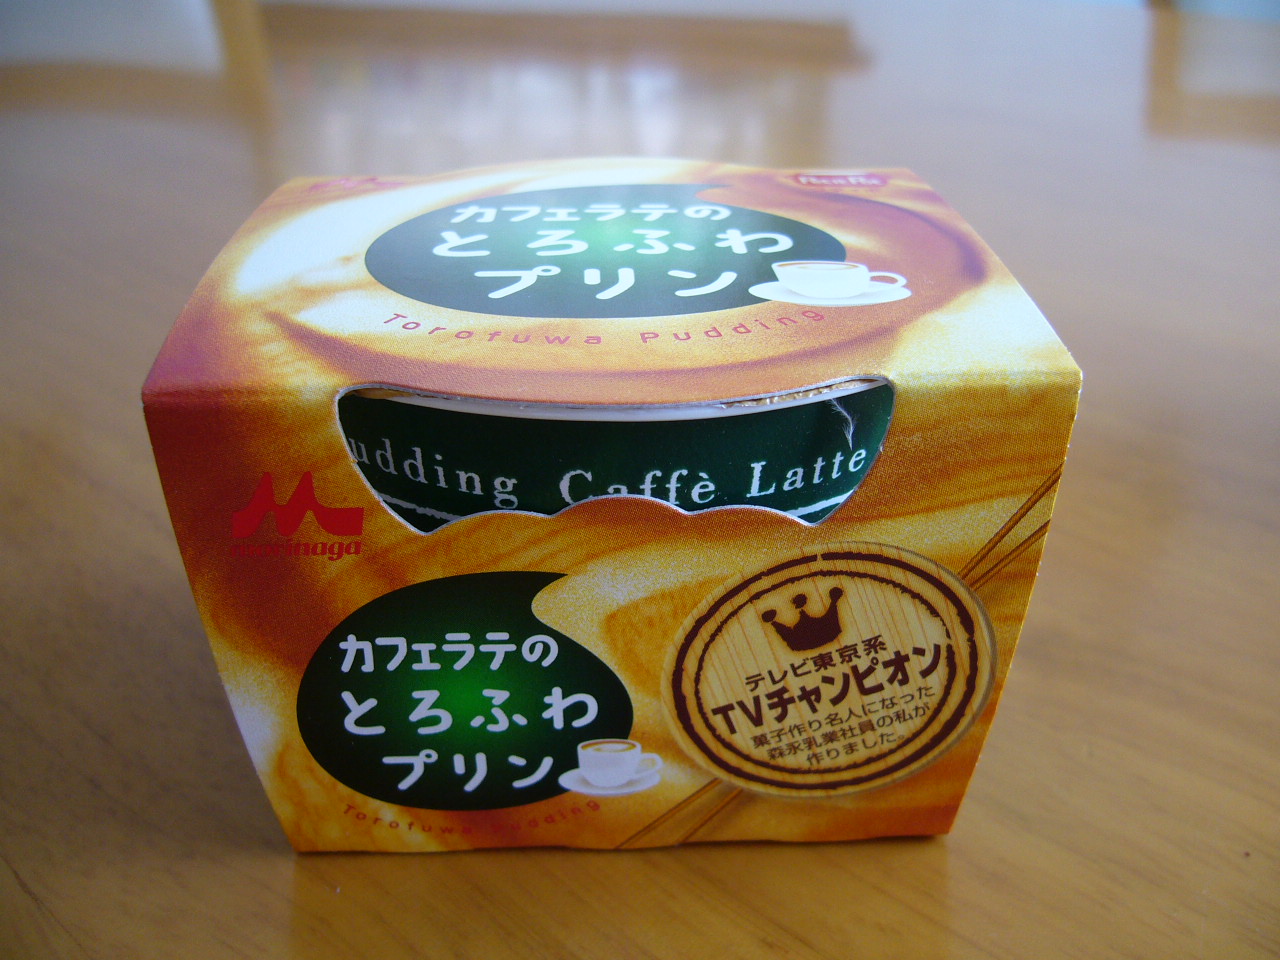 カフェラテの
とろふわ
プリン
Torofuwa Pudding
udding Caffè Latte
morinaga
カフェラテの
とろふわ
プリン
Torofuwa Pudding
テレビ東京系
TVチャンピオン
菓子作り名人になった
森永乳業社員の私が
作りました。